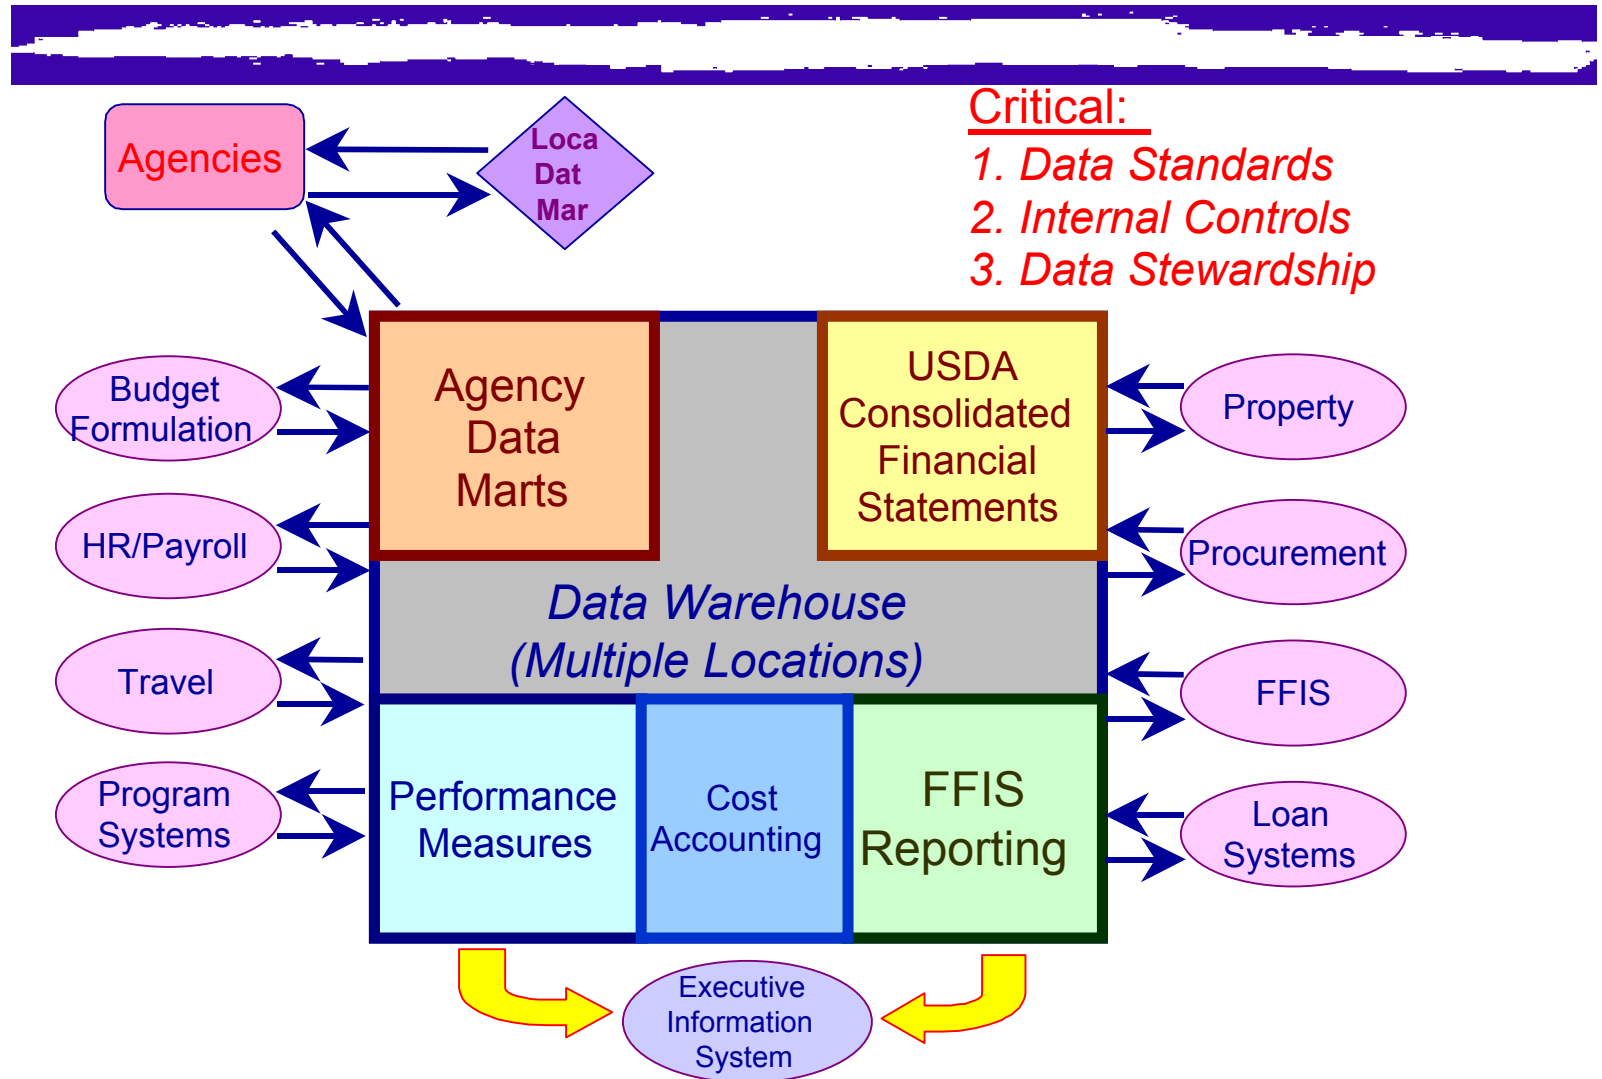 Critical:
1. Data Standards
2. Internal Controls
3. Data Stewardship
Agencies
Loca
Dat
Mar
Agency
Data
Marts
USDA
Consolidated
Financial
Statements
Budget
Formulation
HR/Payroll
Travel
Program
Systems
Property
Procurement
FFIS
Loan
Systems
Data Warehouse
(Multiple Locations)
Performance
Measures
Cost
Accounting
FFIS
Reporting
Executive
Information
System